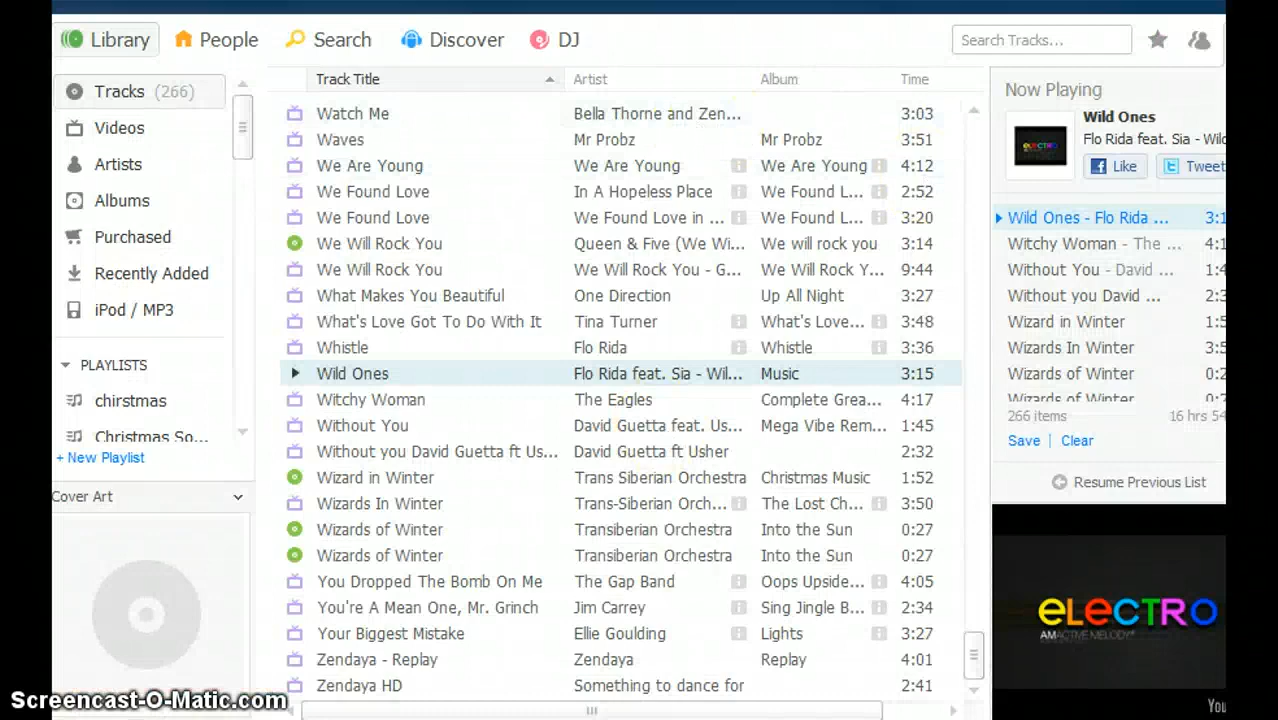 Library People Search Discover DJ Search Tracks...
Tracks (266)
Videos
Artists
Albums
Purchased
Recently Added
iPod / MP3
PLAYLISTS
chirstmas
Christmas So...
+ New Playlist
Cover Art
Track Title Artist Album Time
Watch Me Bella Thorne and Zen... 3:03
Waves Mr Probz Mr Probz 3:51
We Are Young We Are Young We Are Young 4:12
We Found Love In A Hopeless Place We Found L... 2:52
We Found Love We Found Love in ... We Found L... 3:20
We Will Rock You Queen & Five (We Wi... We will rock you 3:14
We Will Rock You We Will Rock You - G... We Will Rock Y... 9:44
What Makes You Beautiful One Direction Up All Night 3:27
What's Love Got To Do With It Tina Turner What's Love... 3:48
Whistle Flo Rida Whistle 3:36
Wild Ones Flo Rida feat. Sia - Wil... Music 3:15
Witchy Woman The Eagles Complete Grea... 4:17
Without You David Guetta feat. Us... Mega Vibe Rem... 1:45
Without you David Guetta ft Us... David Guetta ft Usher 2:32
Wizard in Winter Trans Siberian Orchestra Christmas Music 1:52
Wizards In Winter Trans-Siberian Orch... The Lost Ch... 3:50
Wizards of Winter Transiberian Orchestra Into the Sun 0:27
Wizards of Winter Transiberian Orchestra Into the Sun 0:27
You Dropped The Bomb On Me The Gap Band Oops Upside... 4:05
You're A Mean One, Mr. Grinch Jim Carrey Sing Jingle B... 2:34
Your Biggest Mistake Ellie Goulding Lights 3:27
Zendaya - Replay Zendaya Replay 4:01
Zendaya HD Something to dance for 2:41
Now Playing
Wild Ones
Flo Rida feat. Sia - Wilc
Like Tweet
Wild Ones - Flo Rida ... 3:1
Witchy Woman - The ... 4:1
Without You - David ... 1:4
Without you David ... 2:3
Wizard in Winter 1:5
Wizards In Winter 3:5
Wizards of Winter 0:2
Wizards of Winter 0:2
266 items 16 hrs 54
Save | Clear
Resume Previous List
ELECTRO
AMACTIVE MELODY
You
Screencast-O-Matic.com